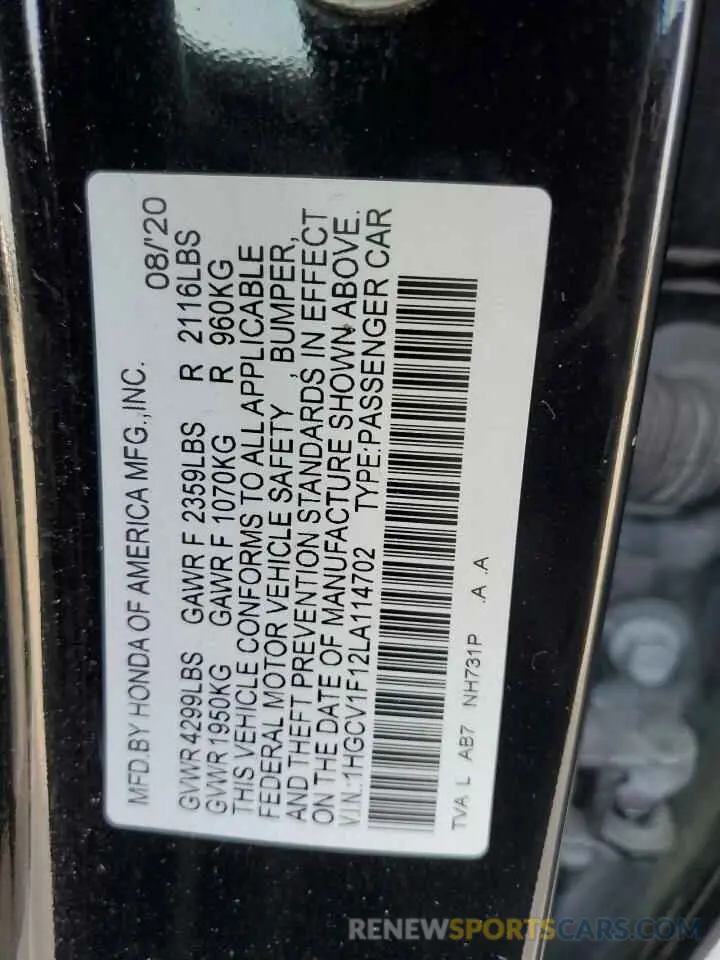 MFD.BY HONDA OF AMERICA MFG.,INC. 08/'20
GVWR 4299LBS GAWR F 2359LBS R 2116LBS
GVWR 1950KG GAWR F 1070KG R 960KG
THIS VEHICLE CONFORMS TO ALL APPLICABLE
FEDERAL MOTOR VEHICLE SAFETY , BUMPER,
AND THEFT PREVENTION STANDARDS IN EFFECT
ON THE DATE OF MANUFACTURE SHOWN ABOVE.
V.I.N.:1HGCV1F12LA114702 TYPE:PASSENGER CAR
TVA L AB7 NH731P .A .A
RENEWSPORTSCARS.COM